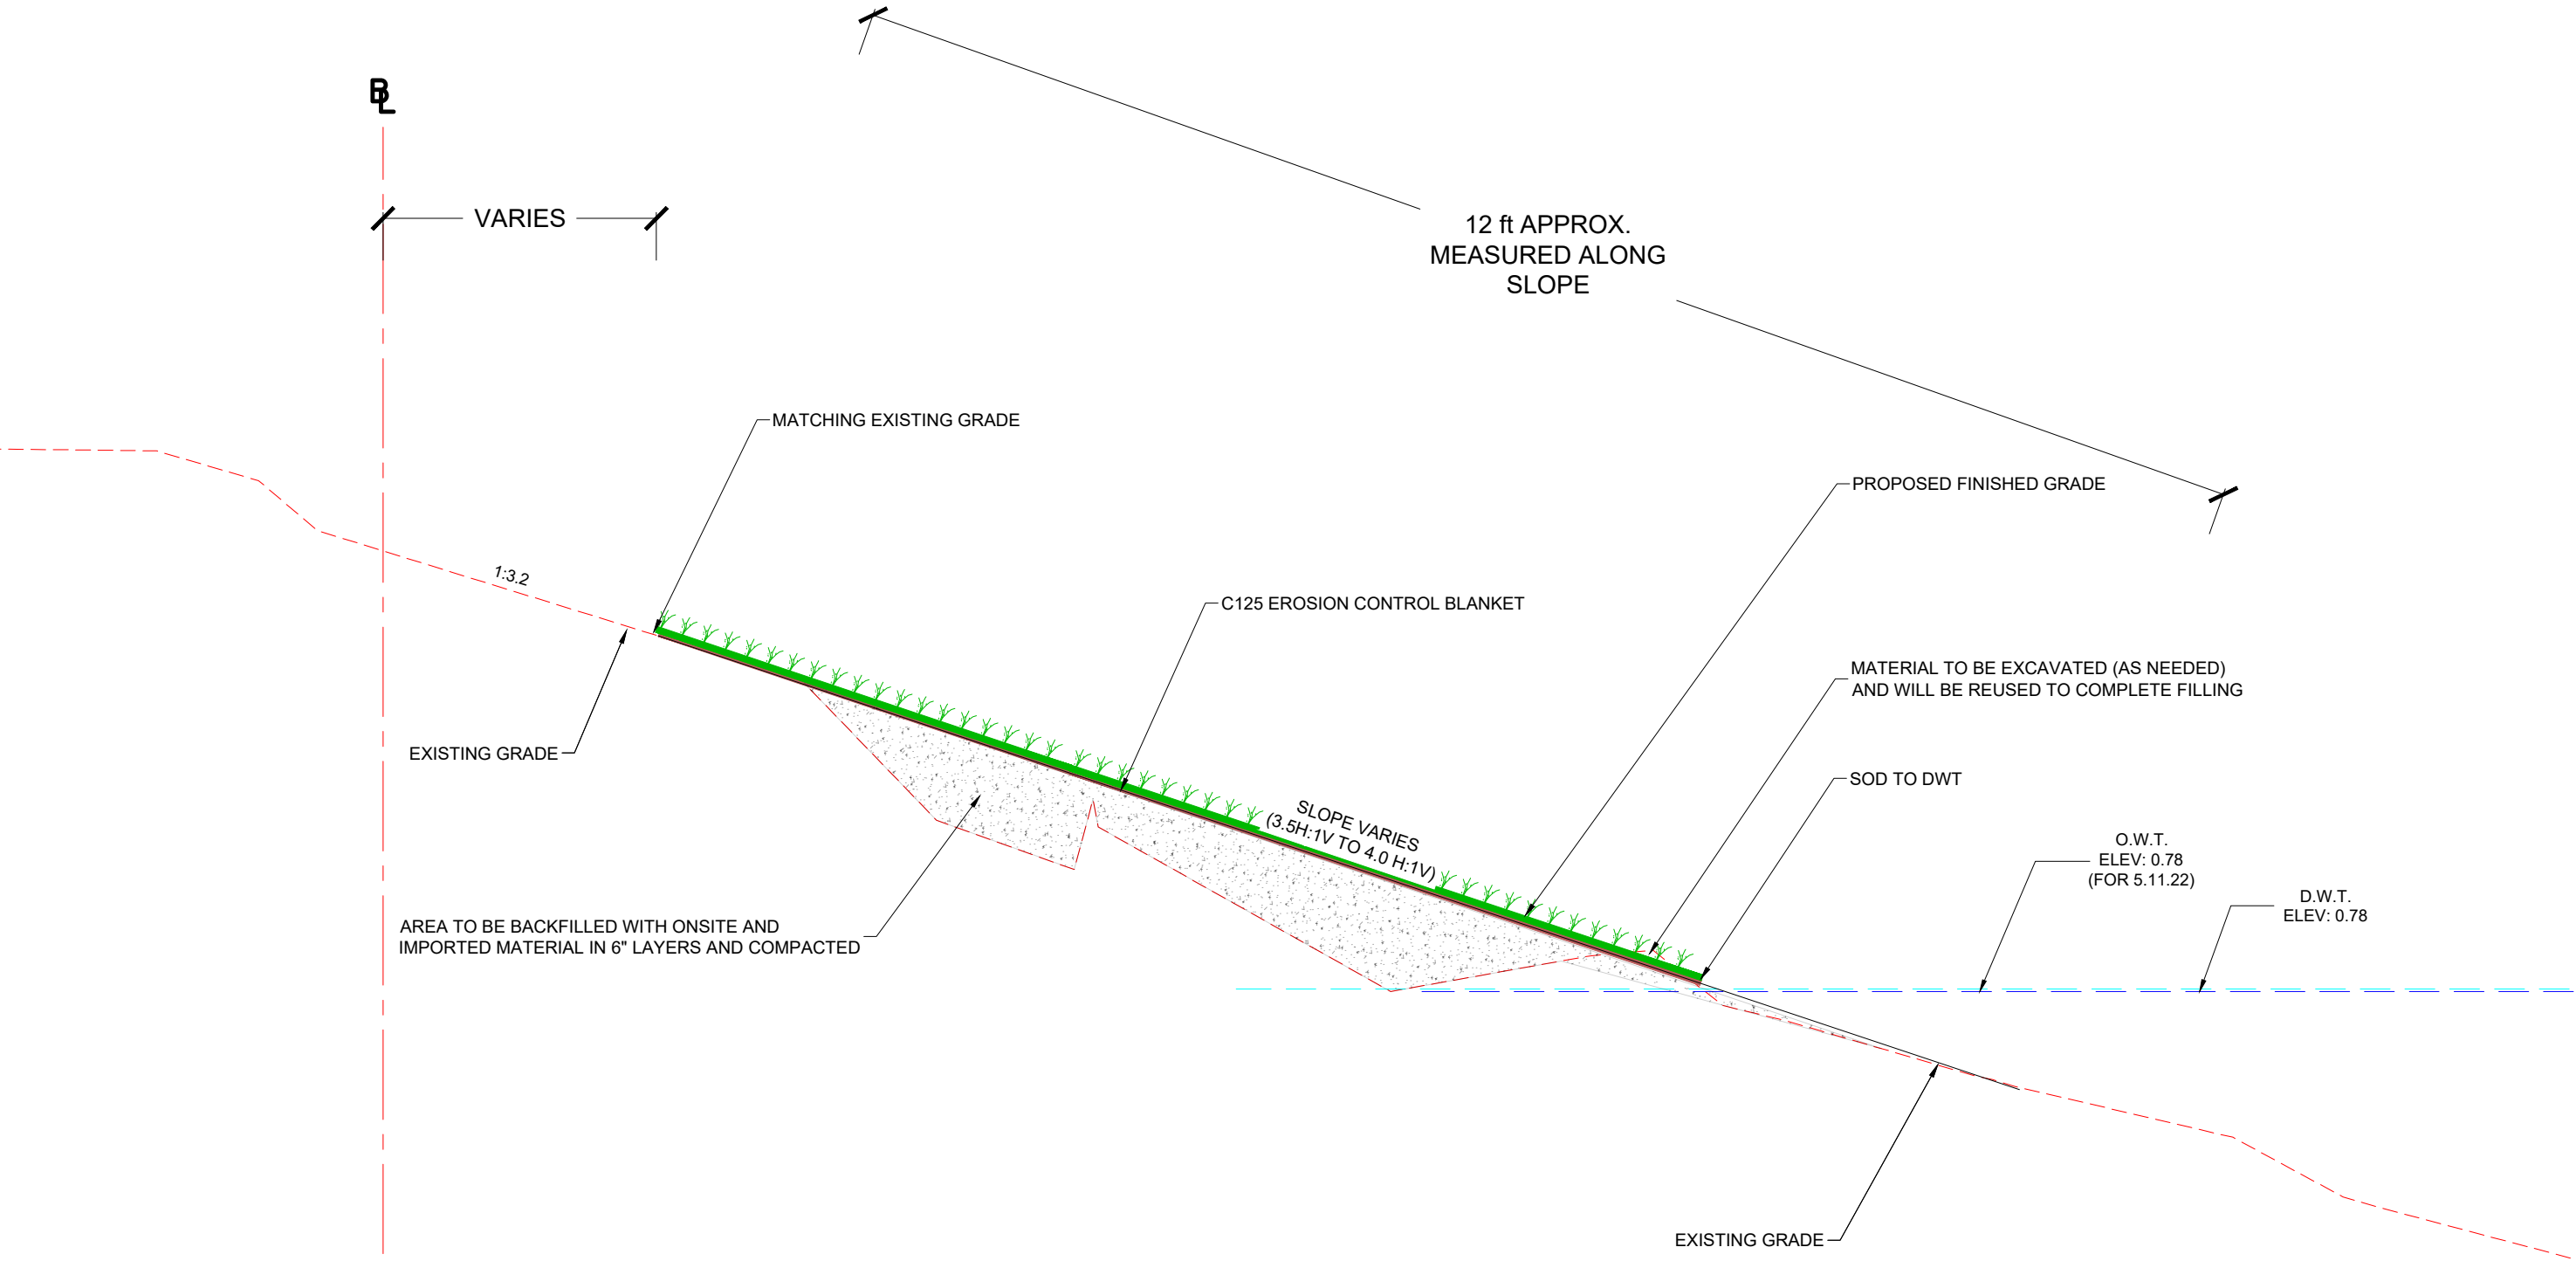 BL
VARIES
12 ft APPROX.
MEASURED ALONG
SLOPE
MATCHING EXISTING GRADE
PROPOSED FINISHED GRADE
1:3.2
C125 EROSION CONTROL BLANKET
MATERIAL TO BE EXCAVATED (AS NEEDED)
AND WILL BE REUSED TO COMPLETE FILLING
EXISTING GRADE
SOD TO DWT
SLOPE VARIES
(3.5H:1V TO 4.0 H:1V)
O.W.T.
ELEV: 0.78
(FOR 5.11.22)
D.W.T.
ELEV: 0.78
AREA TO BE BACKFILLED WITH ONSITE AND
IMPORTED MATERIAL IN 6" LAYERS AND COMPACTED
EXISTING GRADE